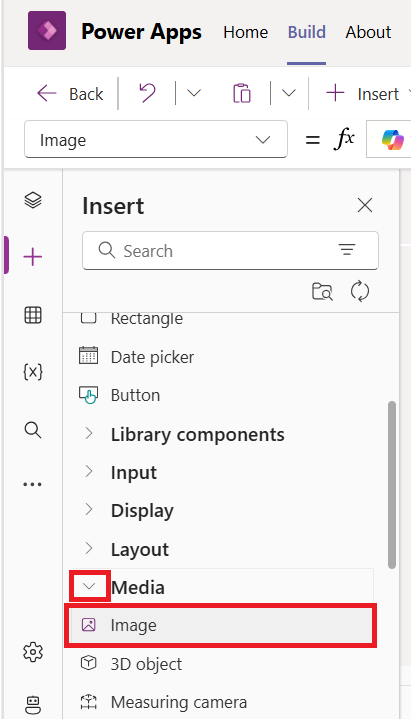 Power Apps Home Build About
Back Insert
Image = fx
Insert
Search
Rectangle
Date picker
Button
Library components
Input
Display
Layout
Media
Image
3D object
Measuring camera